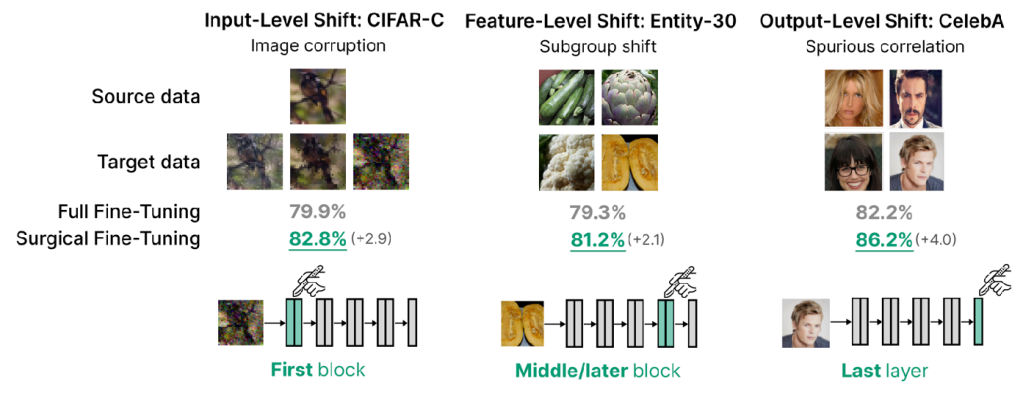 Input-Level Shift: CIFAR-C Feature-Level Shift: Entity-30 Output-Level Shift: CelebA
Image corruption Subgroup shift Spurious correlation
Source data
Target data
Full Fine-Tuning 79.9% 79.3% 82.2%
Surgical Fine-Tuning 82.8% (+2.9) 81.2% (+2.1) 86.2% (+4.0)
First block Middle/later block Last layer